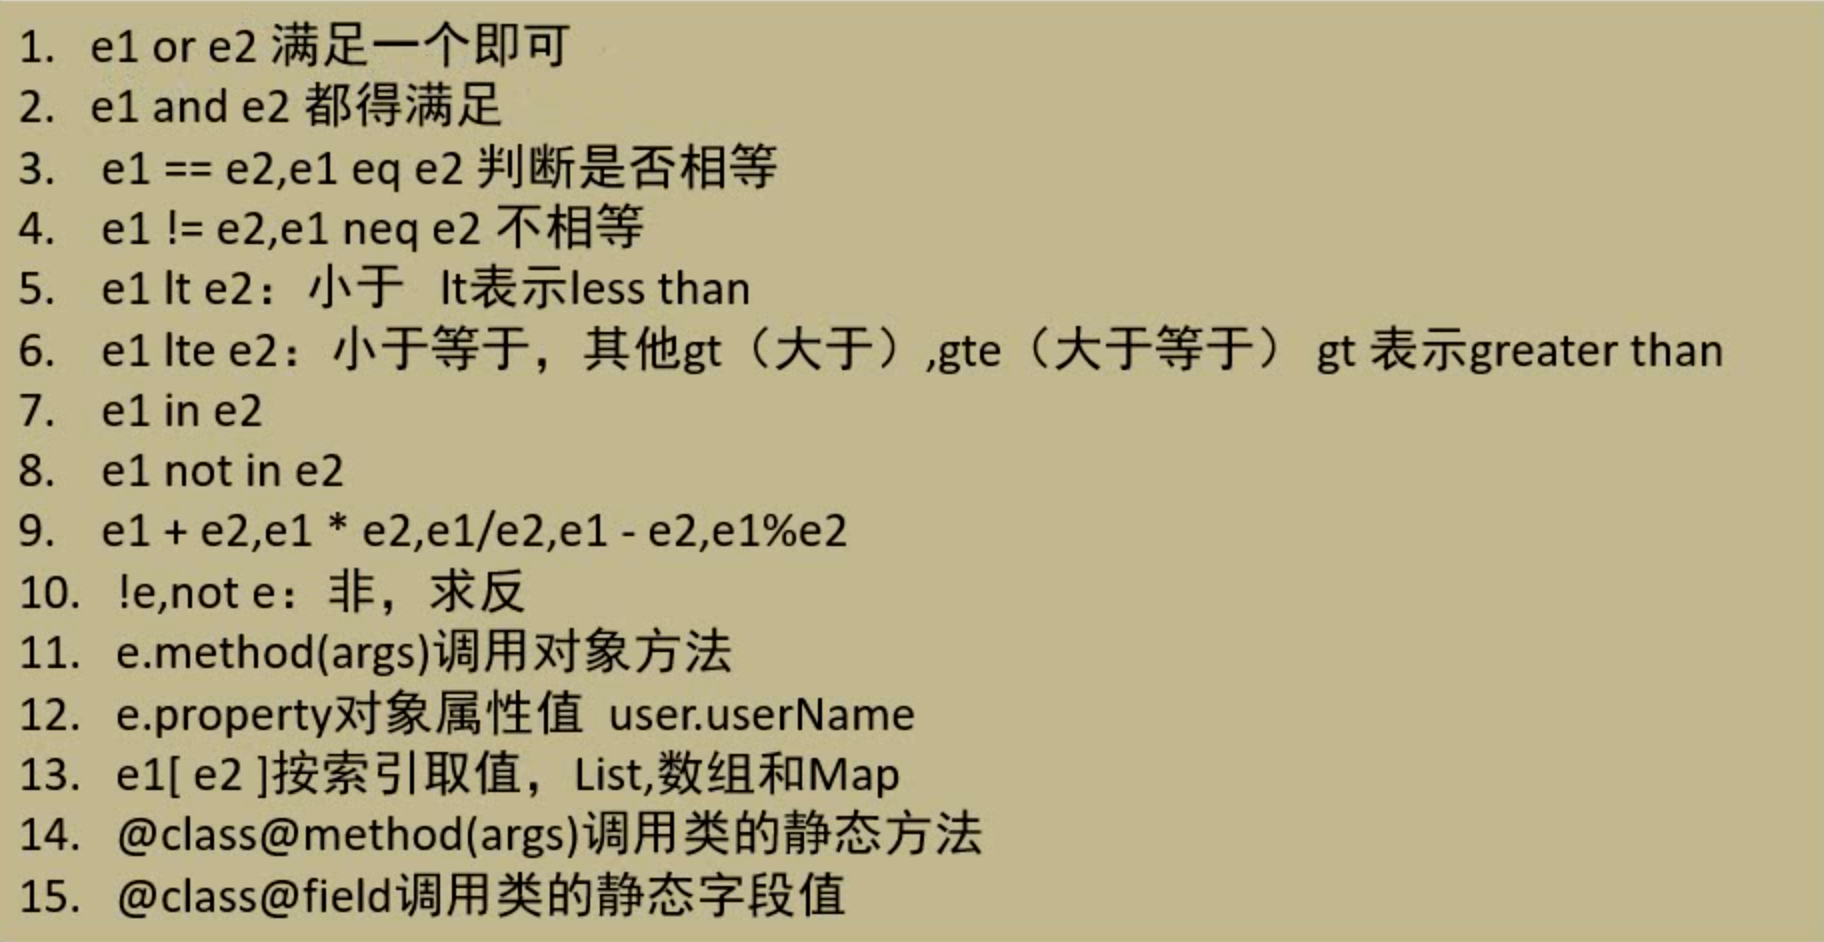 1. e1 or e2 满足一个即可
2. e1 and e2 都得满足
3. e1 == e2,e1 eq e2 判断是否相等
4. e1 != e2,e1 neq e2 不相等
5. e1 lt e2：小于 lt表示less than
6. e1 lte e2：小于等于，其他gt（大于）,gte（大于等于） gt 表示greater than
7. e1 in e2
8. e1 not in e2
9. e1 + e2,e1 * e2,e1/e2,e1 - e2,e1%e2
10. !e,not e：非，求反
11. e.method(args)调用对象方法
12. e.property对象属性值 user.userName
13. e1[ e2 ]按索引取值，List,数组和Map
14. @class@method(args)调用类的静态方法
15. @class@field调用类的静态字段值